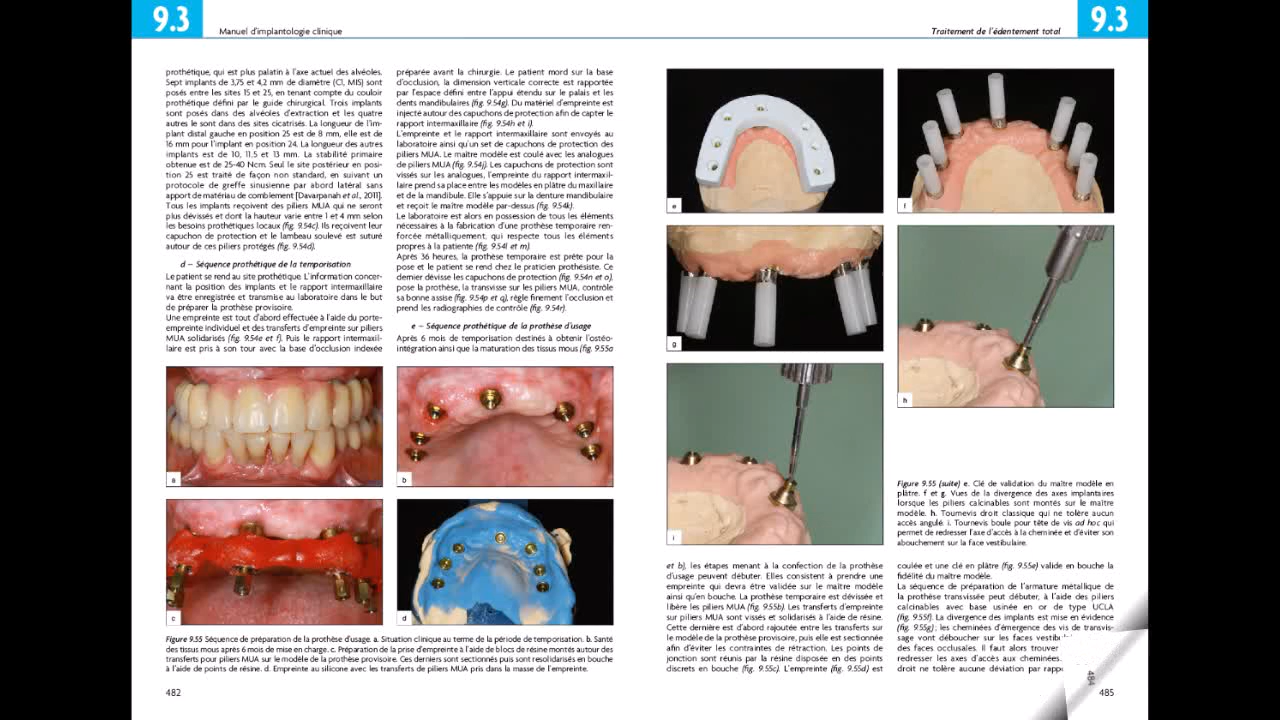 9.3
Manuel d'implantologie clinique
prothétique, qui est plus palatin à l'axe actuel des alvéoles.
Sept implants de 3,75 et 4,2 mm de diamètre (C1, MIS) sont
posés entre les sites 15 et 25, en tenant compte du couloir
prothétique défini par le guide chirurgical. Trois implants
sont posés dans des alvéoles d'extraction et les quatre
autres le sont dans des sites cicatrisés. La longueur de l'im-
plant distal gauche en position 25 est de 8 mm, elle est de
16 mm pour l'implant en position 24. La longueur des autres
implants est de 10, 11,5 et 13 mm. La stabilité primaire
obtenue est de 25-40 Ncm. Seul le site postérieur en posi-
tion 25 est traité de façon non standard, en suivant un
protocole de greffe sinusienne par abord latéral sans
apport de matériau de comblement [Davarpanah et al., 2011].
Tous les implants reçoivent des piliers MUA qui ne seront
plus dévissés et dont la hauteur varie entre 1 et 4 mm selon
les besoins prothétiques locaux (fig. 9.54c). Ils reçoivent leur
capuchon de protection et le lambeau soulevé est suturé
autour de ces piliers protégés (fig. 9.54d).
d – Séquence prothétique de la temporisation
Le patient se rend au site prothétique. L'information concer-
nant la position des implants et le rapport intermaxillaire
va être enregistrée et transmise au laboratoire dans le but
de préparer la prothèse provisoire.
Une empreinte est tout d'abord effectuée à l'aide du porte-
empreinte individuel et des transferts d'empreinte sur piliers
MUA solidarisés (fig. 9.54e et f). Puis le rapport intermaxil-
laire est pris à son tour avec la base d'occlusion indexée
préparée avant la chirurgie. Le patient mord sur la base
d'occlusion, la dimension verticale correcte est rapportée
par l'espace défini entre l'appui étendu sur le palais et les
dents mandibulaires (fig. 9.54g). Du matériel d'empreinte est
injecté autour des capuchons de protection afin de capter le
rapport intermaxillaire (fig. 9.54h et i).
L'empreinte et le rapport intermaxillaire sont envoyés au
laboratoire ainsi qu'un set de capuchons de protection des
piliers MUA. Le maître modèle est coulé avec les analogues
de piliers MUA (fig. 9.54j). Les capuchons de protection sont
vissés sur les analogues, l'empreinte du rapport intermaxil-
laire prend sa place entre les modèles en plâtre du maxillaire
et de la mandibule. Elle s'appuie sur la denture mandibulaire
et reçoit le maître modèle par-dessus (fig. 9.54k).
Le laboratoire est alors en possession de tous les éléments
nécessaires à la fabrication d'une prothèse temporaire ren-
forcée métalliquement, qui respecte tous les éléments
propres à la patiente (fig. 9.54l et m).
Après 36 heures, la prothèse temporaire est prête pour la
pose et le patient se rend chez le praticien prothésiste. Ce
dernier dévisse les capuchons de protection (fig. 9.54n et o),
pose la prothèse, la transvisse sur les piliers MUA, contrôle
sa bonne assise (fig. 9.54p et q), règle finement l'occlusion et
prend les radiographies de contrôle (fig. 9.54r).
e – Séquence prothétique de la prothèse d'usage
Après 6 mois de temporisation destinés à obtenir l'ostéo-
intégration ainsi que la maturation des tissus mous (fig. 9.55a
a
b
c
d
Figure 9.55 Séquence de préparation de la prothèse d'usage. a. Situation clinique au terme de la période de temporisation. b. Santé
des tissus mous après 6 mois de mise en charge. c. Préparation de la prise d'empreinte à l'aide de blocs de résine montés autour des
transferts pour piliers MUA sur le modèle de la prothèse provisoire. Ces derniers sont sectionnés puis sont resolidarisés en bouche
à l'aide de points de résine. d. Empreinte au silicone avec les transferts de piliers MUA pris dans la masse de l'empreinte.
482
Traitement de l'édentement total
9.3
e
f
g
h
i
Figure 9.55 (suite) e. Clé de validation du maître modèle en
plâtre. f et g. Vues de la divergence des axes implantaires
lorsque les piliers calcinables sont montés sur le maître
modèle. h. Tournevis droit classique qui ne tolère aucun
accès angulé. i. Tournevis boule pour tête de vis ad hoc qui
permet de redresser l'axe d'accès à la cheminée et d'éviter son
abouchement sur la face vestibulaire.
et b), les étapes menant à la confection de la prothèse
d'usage peuvent débuter. Elles consistent à prendre une
empreinte qui devra être validée sur le maître modèle
ainsi qu'en bouche. La prothèse temporaire est dévissée et
libère les piliers MUA (fig. 9.55b). Les transferts d'empreinte
sur piliers MUA sont vissés et solidarisés à l'aide de résine.
Cette dernière est d'abord rajoutée entre les transferts sur
le modèle de la prothèse provisoire, puis elle est sectionnée
afin d'éviter les contraintes de rétraction. Les points de
jonction sont réunis par la résine disposée en des points
discrets en bouche (fig. 9.55c). L'empreinte (fig. 9.55d) est
coulée et une clé en plâtre (fig. 9.55e) valide en bouche la
fidélité du maître modèle.
La séquence de préparation de l'armature métallique de
la prothèse transvissée peut débuter, à l'aide des piliers
calcinables avec base usinée en or de type UCLA
(fig. 9.55f). La divergence des implants est mise en évidence
(fig. 9.55g) ; les cheminées d'émergence des vis de transvis-
sage vont déboucher sur les faces
des faces occlusales. Il faut alors trouver
redresser les axes d'accès aux cheminées.
droit ne tolère aucune déviation par
484
485